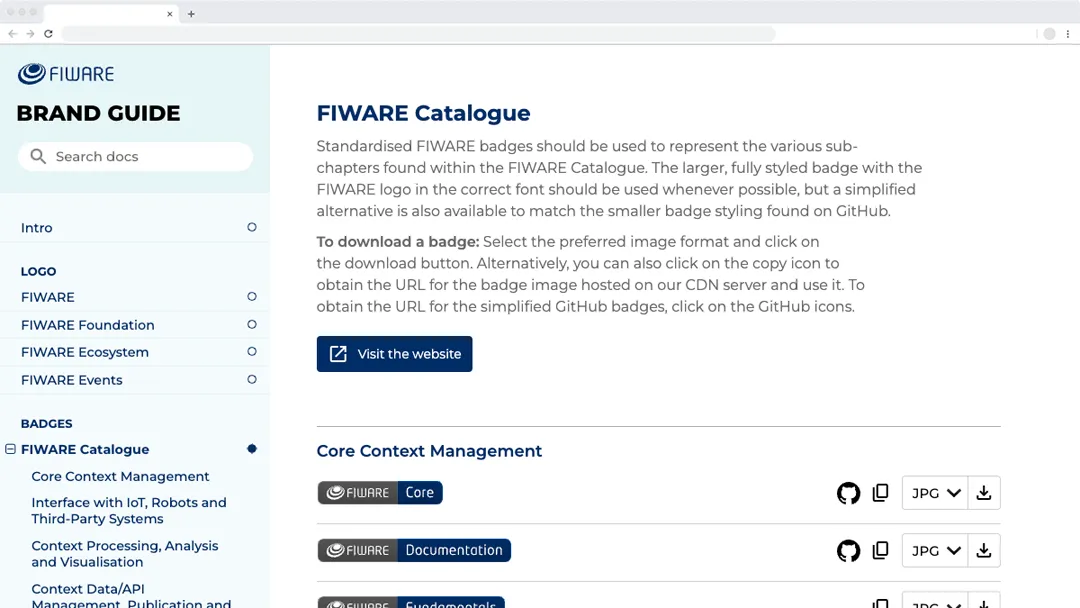 FIWARE
BRAND GUIDE
Search docs
Intro
LOGO
FIWARE
FIWARE Foundation
FIWARE Ecosystem
FIWARE Events
BADGES
FIWARE Catalogue
Core Context Management
Interface with IoT, Robots and
Third-Party Systems
Context Processing, Analysis
and Visualisation
Context Data/API
Management, Publication and
FIWARE Catalogue
Standardised FIWARE badges should be used to represent the various sub-
chapters found within the FIWARE Catalogue. The larger, fully styled badge with the
FIWARE logo in the correct font should be used whenever possible, but a simplified
alternative is also available to match the smaller badge styling found on GitHub.
To download a badge: Select the preferred image format and click on
the download button. Alternatively, you can also click on the copy icon to
obtain the URL for the badge image hosted on our CDN server and use it. To
obtain the URL for the simplified GitHub badges, click on the GitHub icons.
Visit the website
Core Context Management
FIWARE Core JPG
FIWARE Documentation JPG
FIWARE Fundamentals JPG